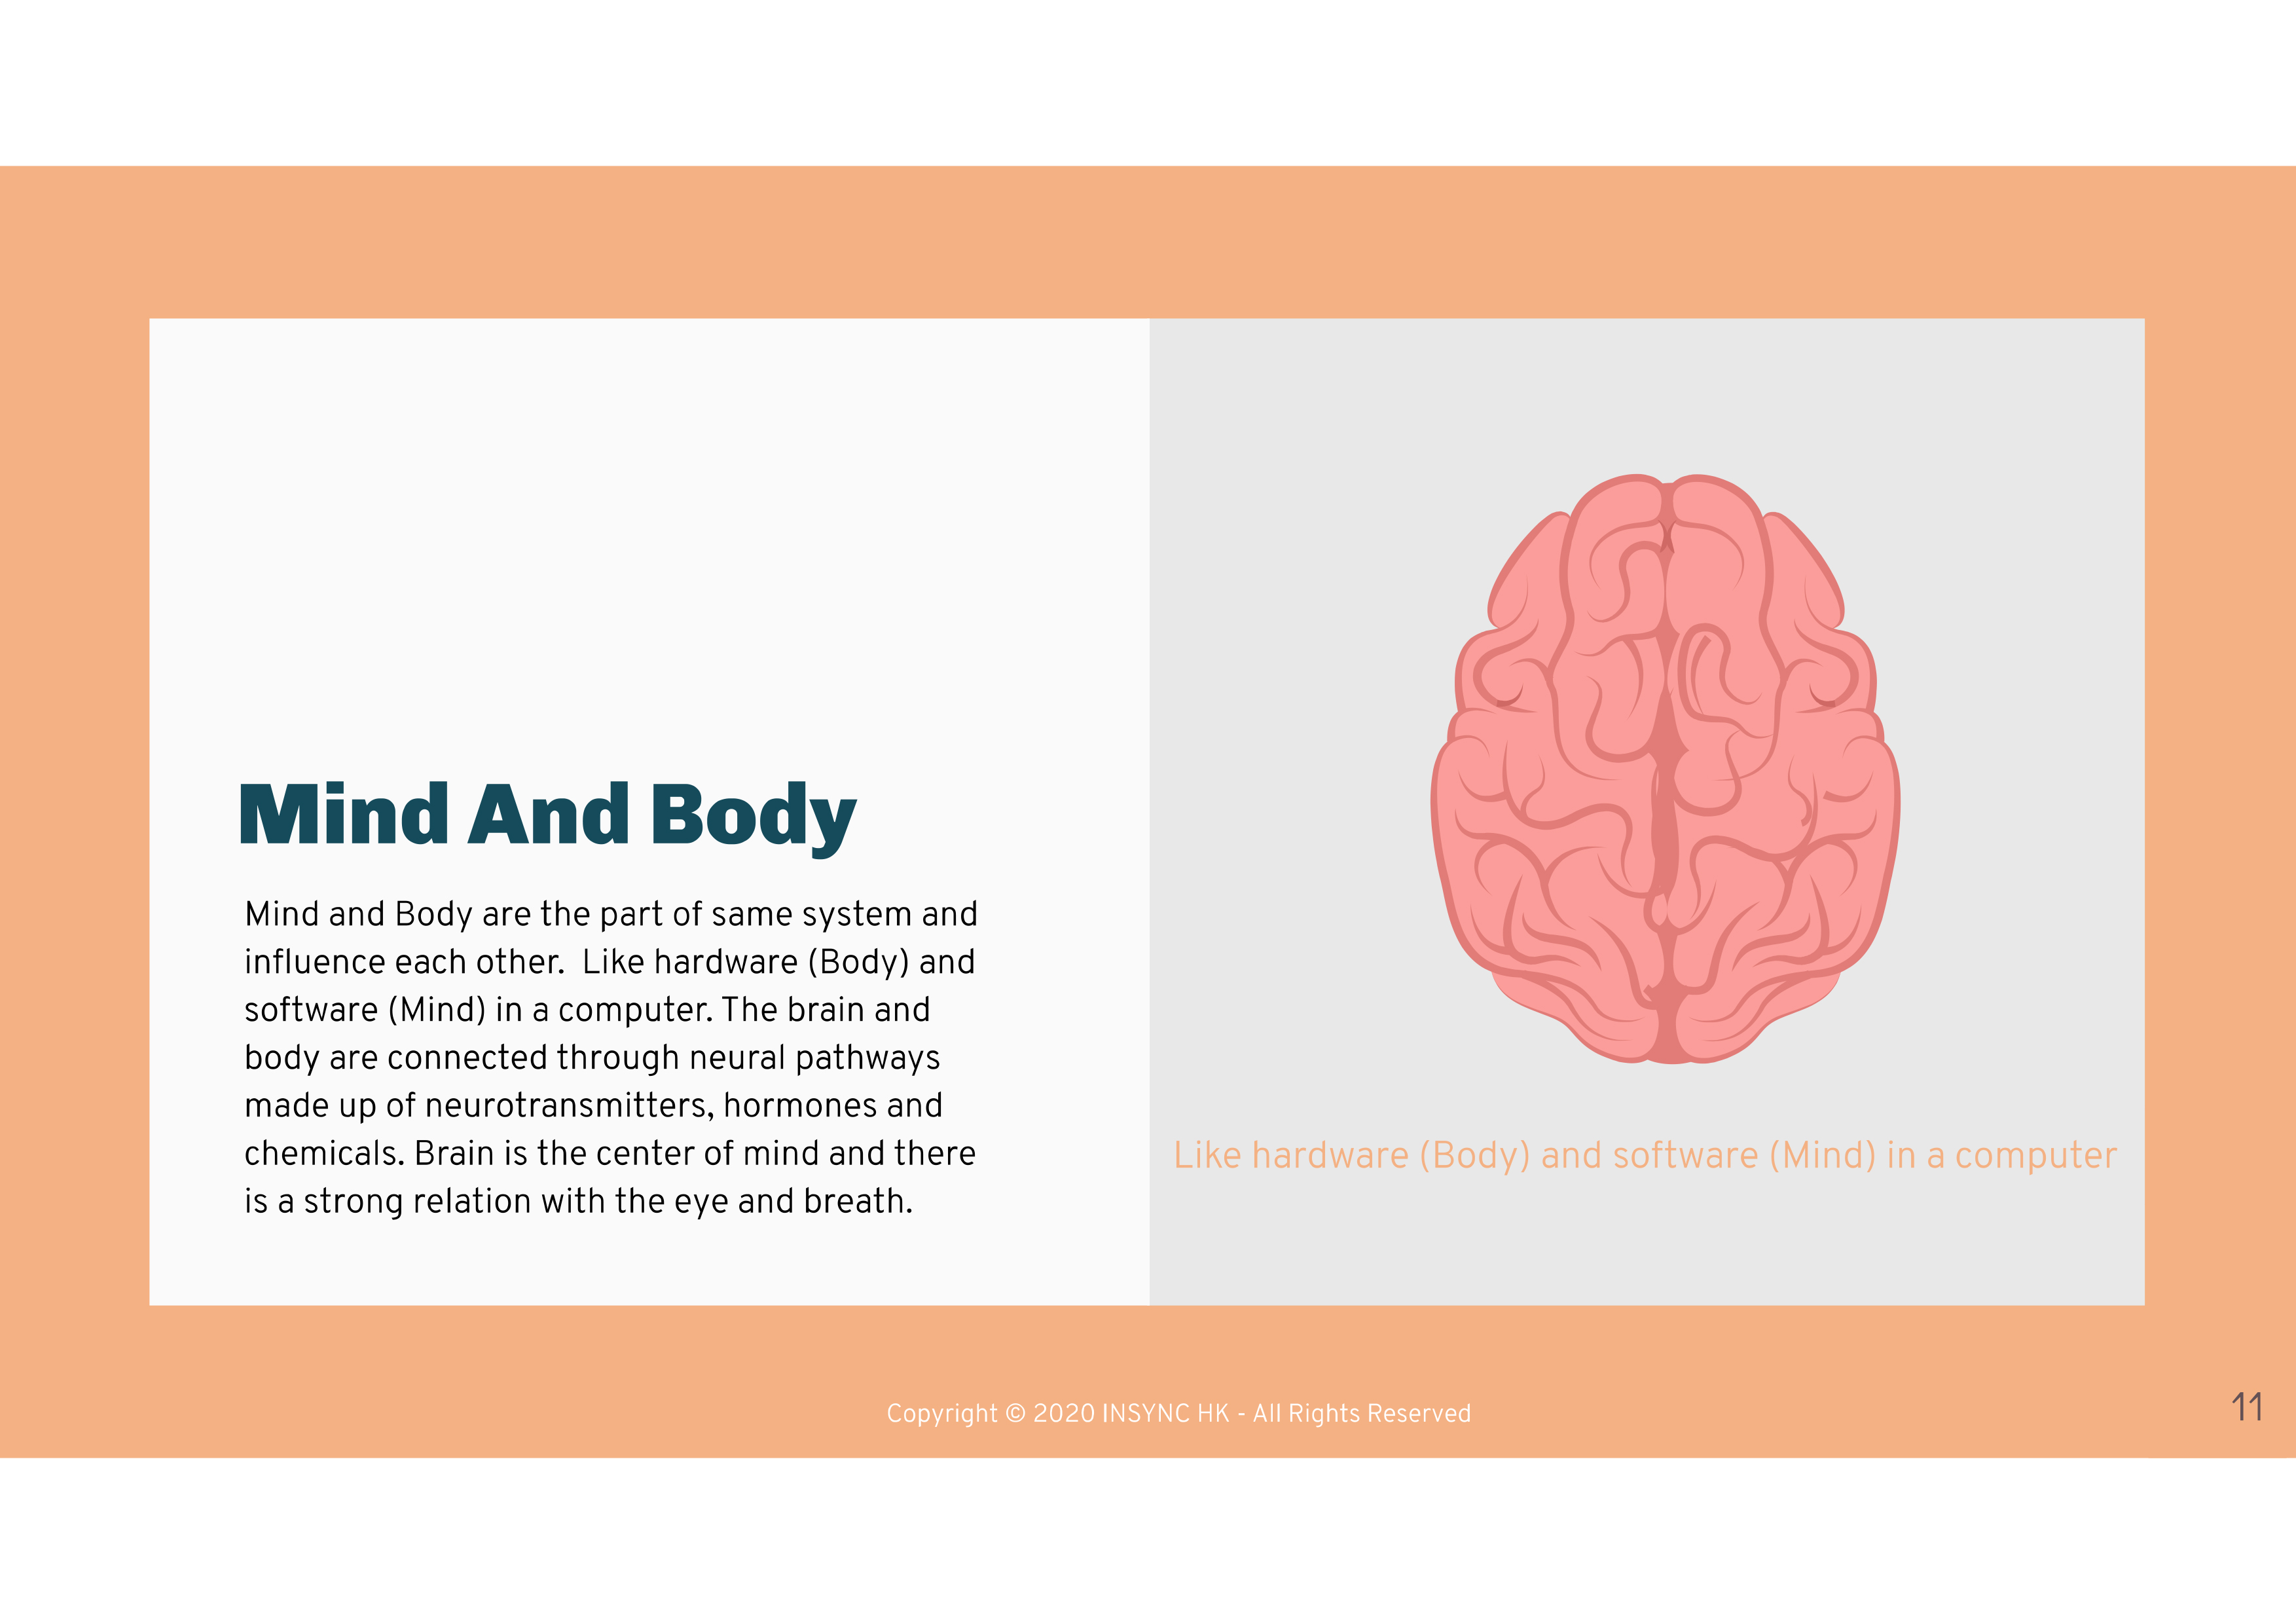 Mind And Body
Mind and Body are the part of same system and
influence each other.  Like hardware (Body) and
software (Mind) in a computer. The brain and
body are connected through neural pathways
made up of neurotransmitters, hormones and
chemicals. Brain is the center of mind and there
is a strong relation with the eye and breath.
Like hardware (Body) and software (Mind) in a computer
Copyright © 2020 INSYNC HK - All Rights Reserved
11